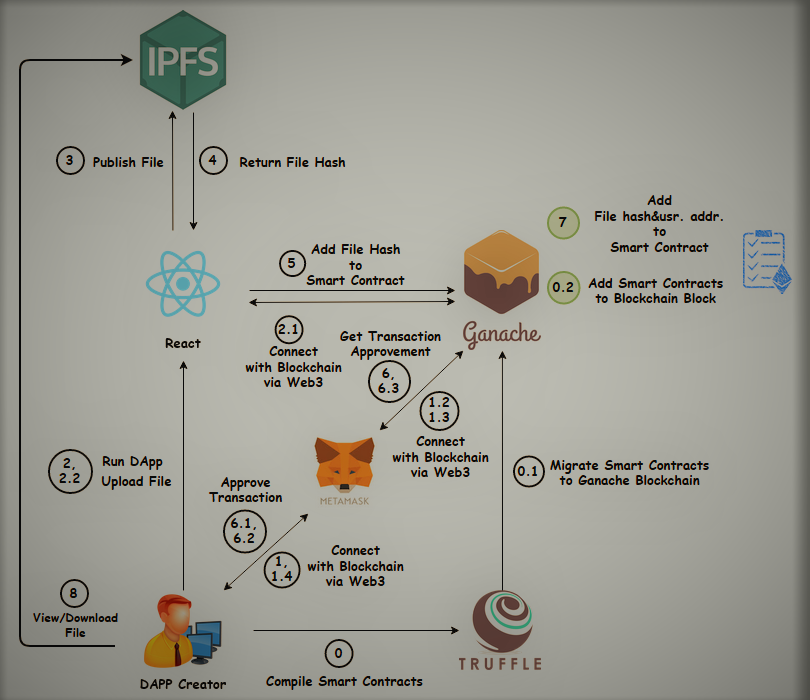 IPFS
3
Publish File
4
Return File Hash
7
Add
File hash&usr. addr.
to
Smart Contract
5
Add File Hash
to
Smart Contract
0.2
Add Smart Contracts
to Blockchain Block
React
Ganache
2.1
Connect
with Blockchain
via Web3
Get Transaction
Approvement
6,
6.3
1.2
1.3
Connect
with Blockchain
via Web3
2,
2.2
Run DApp
Upload File
METAMASK
0.1
Migrate Smart Contracts
to Ganache Blockchain
Approve
Transaction
6.1,
6.2
1,
1.4
Connect
with Blockchain
via Web3
8
View/Download
File
DAPP Creator
0
Compile Smart Contracts
TRUFFLE